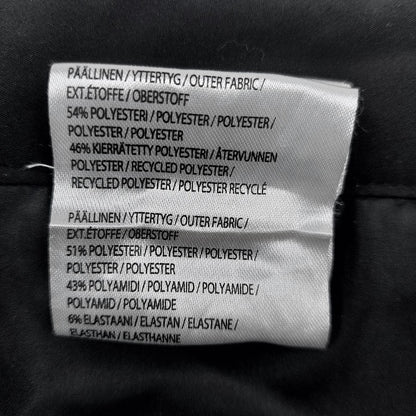 PÄÄLLINEN / YTTERTYG / OUTER FABRIC /
EXT.ÉTOFFE / OBERSTOFF
54% POLYESTERI / POLYESTER / POLYESTER /
POLYESTER / POLYESTER
46% KIERRÄTETTY POLYESTERI / ÅTERVUNNEN
POLYESTER / RECYCLED POLYESTER /
RECYCLED POLYESTER / POLYESTER RECYCLÉ
PÄÄLLINEN / YTTERTYG / OUTER FABRIC /
EXT.ÉTOFFE / OBERSTOFF
51% POLYESTERI / POLYESTER / POLYESTER /
POLYESTER / POLYESTER
43% POLYAMIDI / POLYAMID / POLYAMIDE /
POLYAMID / POLYAMIDE
6% ELASTAANI / ELASTAN / ELASTANE /
ELASTHAN / ELASTHANNE